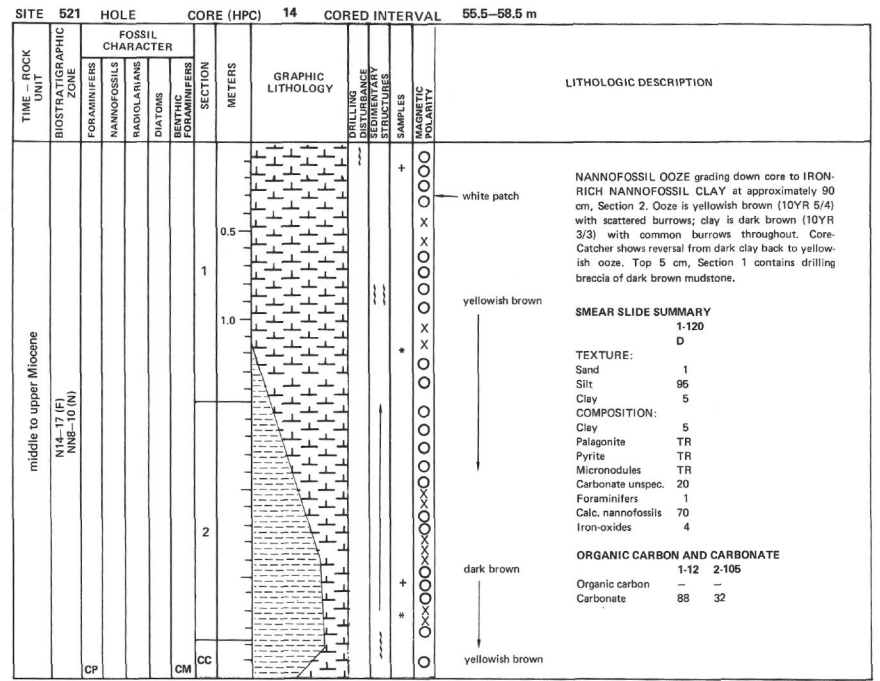 SITE 521 HOLE CORE (HPC) 14 CORED INTERVAL 55.5–58.5 m
TIME – ROCK UNIT
BIOSTRATIGRAPHIC ZONE
FOSSIL CHARACTER
FORAMINIFERS
NANNOFOSSILS
RADIOLARIANS
DIATOMS
BENTHIC FORAMINIFERS
SECTION
METERS
GRAPHIC LITHOLOGY
DRILLING DISTURBANCE
SEDIMENTARY STRUCTURES
SAMPLES
MAGNETIC POLARITY
LITHOLOGIC DESCRIPTION
middle to upper Miocene
N14–17 (F)
NN8–10 (N)
CP
CM
1
2
CC
0.5
1.0
white patch
yellowish brown
dark brown
yellowish brown
NANNOFOSSIL OOZE grading down core to IRON-
RICH NANNOFOSSIL CLAY at approximately 90
cm, Section 2. Ooze is yellowish brown (10YR 5/4)
with scattered burrows; clay is dark brown (10YR
3/3) with common burrows throughout. Core-
Catcher shows reversal from dark clay back to yellow-
ish ooze. Top 5 cm, Section 1 contains drilling
breccia of dark brown mudstone.
SMEAR SLIDE SUMMARY
1-120
D
TEXTURE:
Sand 1
Silt 95
Clay 5
COMPOSITION:
Clay 5
Palagonite TR
Pyrite TR
Micronodules TR
Carbonate unspec. 20
Foraminifers 1
Calc. nannofossils 70
Iron-oxides 4
ORGANIC CARBON AND CARBONATE
1-12 2-105
Organic carbon – –
Carbonate 88 32